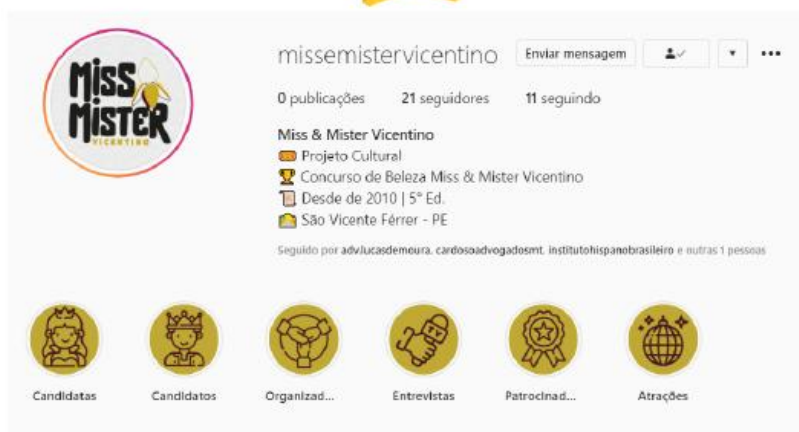 MISS
MISTER
VICENTINO
missemistervicentino Enviar mensagem
0 publicações 21 seguidores 11 seguindo
Miss & Mister Vicentino
Projeto Cultural
Concurso de Beleza Miss & Mister Vicentino
Desde de 2010 | 5° Ed.
São Vicente Férrer - PE
Seguido por adv.lucasdemoura, cardosoadvogadosmt, institutohispanobrasileiro e outras 1 pessoas
TV
Candidatas Candidatos Organizad... Entrevistas Patrocinad... Atrações